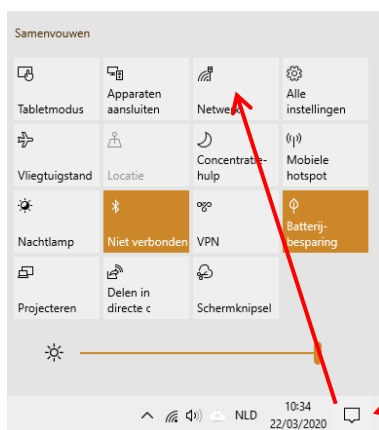 Samenvouwen
Tabletmodus
Apparaten
aansluiten
Netwerk
Alle
instellingen
Vliegtuigstand
Locatie
Concentratie-
hulp
Mobiele
hotspot
Nachtlamp
Niet verbonden
VPN
Batterij-
besparing
Projecteren
Delen in
directe c
Schermknipsel
NLD
10:34
22/03/2020